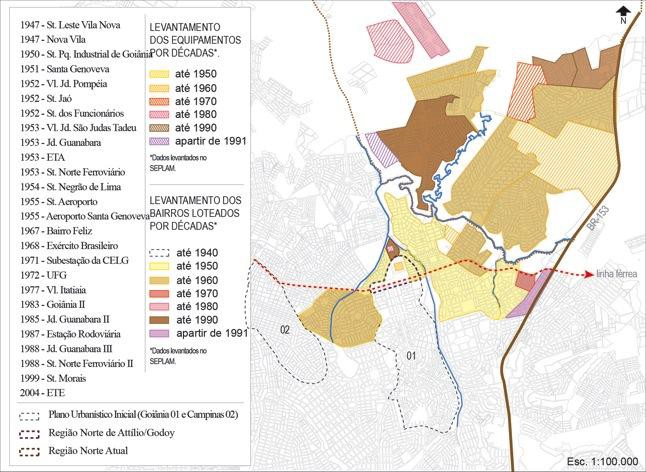 1947 - St. Leste Vila Nova
1947 - Nova Vila
1950 - St. Pq. Industrial de Goiânia
1951 - Santa Genoveva
1952 - Vl. Jd. Pompéia
1952 - St. Jaó
1952 - St. dos Funcionários
1953 - Vl. Jd. São Judas Tadeu
1953 - Jd. Guanabara
1953 - ETA
1953 - St. Norte Ferroviário
1954 - St. Negrão de Lima
1955 - St. Aeroporto
1955 - Aeroporto Santa Genoveva
1967 - Bairro Feliz
1968 - Exército Brasileiro
1971 - Subestação da CELG
1972 - UFG
1977 - Vl. Itatiaia
1983 - Goiânia II
1985 - Jd. Guanabara II
1987 - Estação Rodoviária
1988 - Jd. Guanabara III
1988 - St. Norte Ferroviário II
1999 - St. Morais
2004 - ETE
Plano Urbanístico Inicial (Goiânia 01 e Campinas 02)
Região Norte de Attílio/Godoy
Região Norte Atual
LEVANTAMENTO
DOS EQUIPAMENTOS
POR DÉCADAS*.
até 1950
até 1960
até 1970
até 1980
até 1990
apartir de 1991
*Dados levantados no
SEPLAM.
LEVANTAMENTO DOS
BAIRROS LOTEADOS
POR DÉCADAS*
até 1940
até 1950
até 1960
até 1970
até 1980
até 1990
apartir de 1991
*Dados levantados no
SEPLAM.
N
BR-153
linha férrea
02
01
Esc. 1:100.000